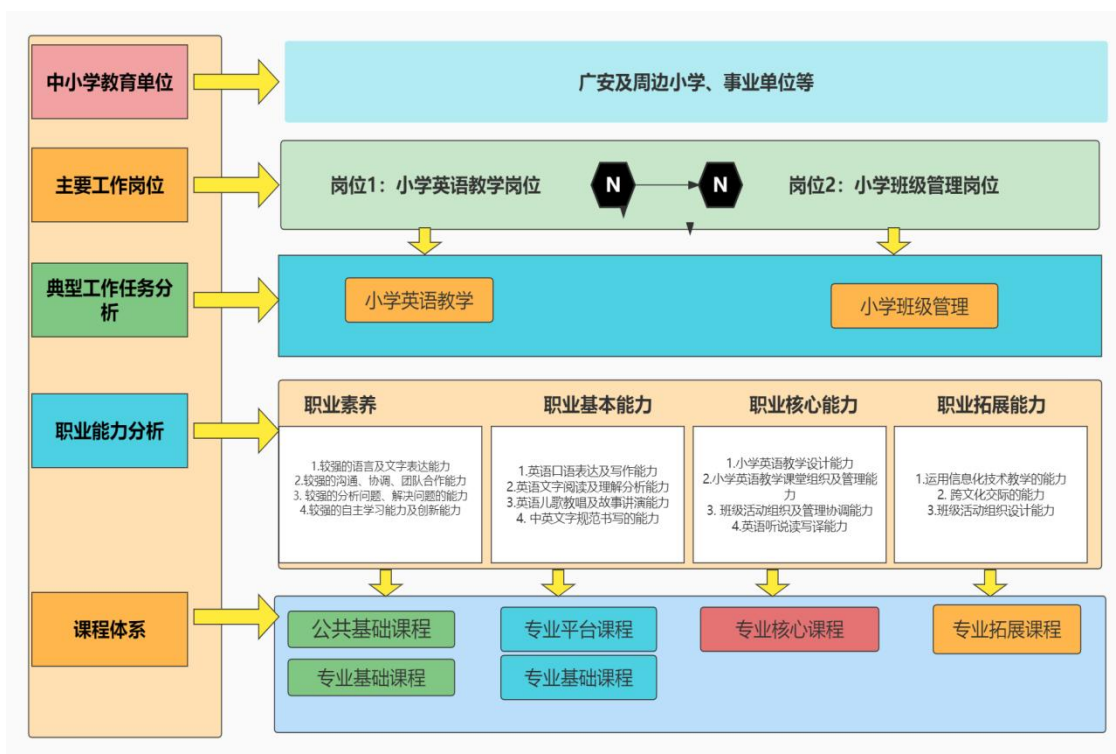 中小学教育单位
广安及周边小学、事业单位等
主要工作岗位
岗位1：小学英语教学岗位
N
N
岗位2：小学班级管理岗位
典型工作任务分
析
小学英语教学
小学班级管理
职业能力分析
职业素养
1.较强的语言及文字表达能力
2.较强的沟通、协调、团队合作能力
3. 较强的分析问题、解决问题的能力
4.较强的自主学习能力及创新能力
职业基本能力
1.英语口语表达及写作能力
2.英语文字阅读及理解分析能力
3.英语儿歌教唱及故事讲演能力
4. 中英文字规范书写的能力
职业核心能力
1.小学英语教学设计能力
2.小学英语教学课堂组织及管理能
力
3. 班级活动组织及管理协调能力
4.英语听说读写译能力
职业拓展能力
1.运用信息化技术教学的能力
2. 跨文化交际的能力
3.班级活动组织设计能力
课程体系
公共基础课程
专业平台课程
专业核心课程
专业拓展课程
专业基础课程
专业基础课程